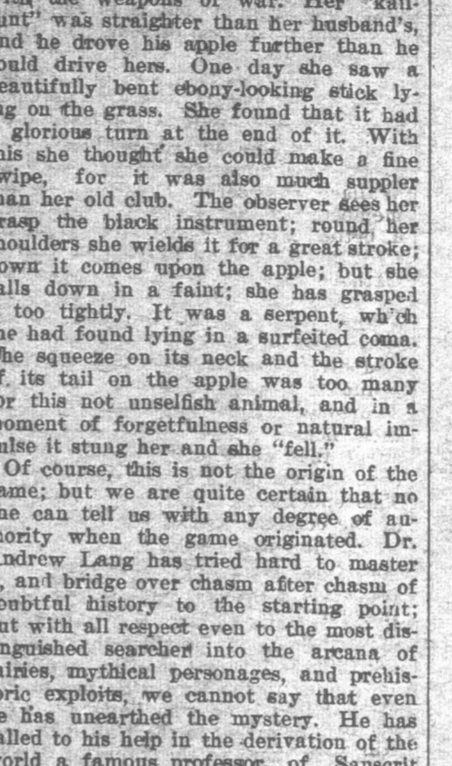 the weapons of war. Her "kail-
unt" was straighter than her husband's,
nd he drove his apple further than he
ould drive hers. One day she saw a
eautifully bent ebony-looking stick ly-
ng on the grass. She found that it had
glorious turn at the end of it. With
his she thought she could make a fine
wipe, for it was also much suppler
han her old club. The observer sees her
rasp the black instrument; round her
houlders she wields it for a great stroke;
own it comes upon the apple; but she
alls down in a faint; she has grasped
too tightly. It was a serpent, wh'ch
he had found lying in a surfeited coma.
he squeeze on its neck and the stroke
f its tail on the apple was too many
or this not unselfish animal, and in a
oment of forgetfulness or natural im-
ulse it stung her and she "fell."
Of course, this is not the origin of the
ame; but we are quite certain that no
ne can tell us with any degree of au-
hority when the game originated. Dr.
ndrew Lang has tried hard to master
, and bridge over chasm after chasm of
oubtful history to the starting point;
ut with all respect even to the most dis-
nguished searcher into the arcana of
airies, mythical personages, and prehis-
oric exploits, we cannot say that even
e has unearthed the mystery. He has
alled to his help in the derivation of the
world a famous professor of Sanscrit